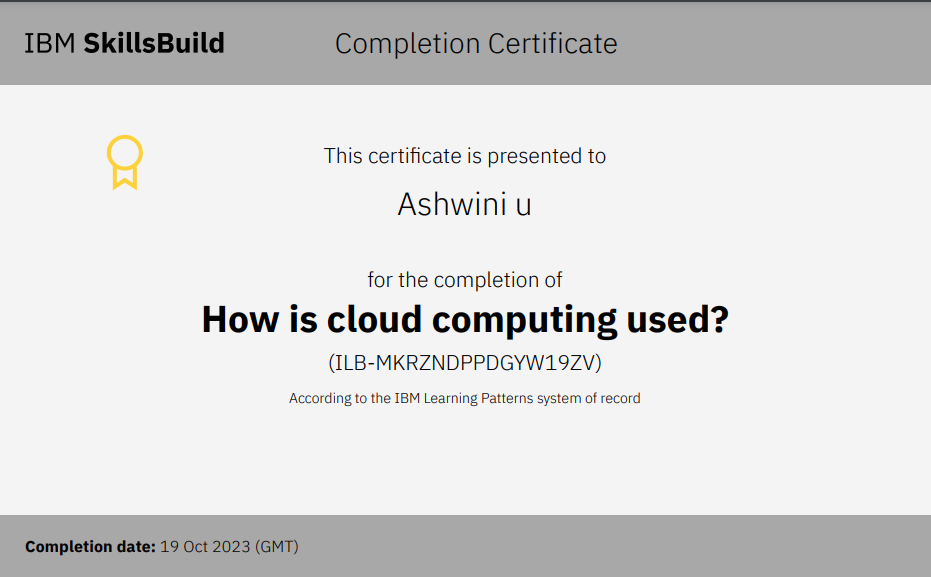 IBM SkillsBuild
Completion Certificate
This certificate is presented to
Ashwini u
for the completion of
How is cloud computing used?
(ILB-MKRZNDPPDGYW19ZV)
According to the IBM Learning Patterns system of record
Completion date: 19 Oct 2023 (GMT)